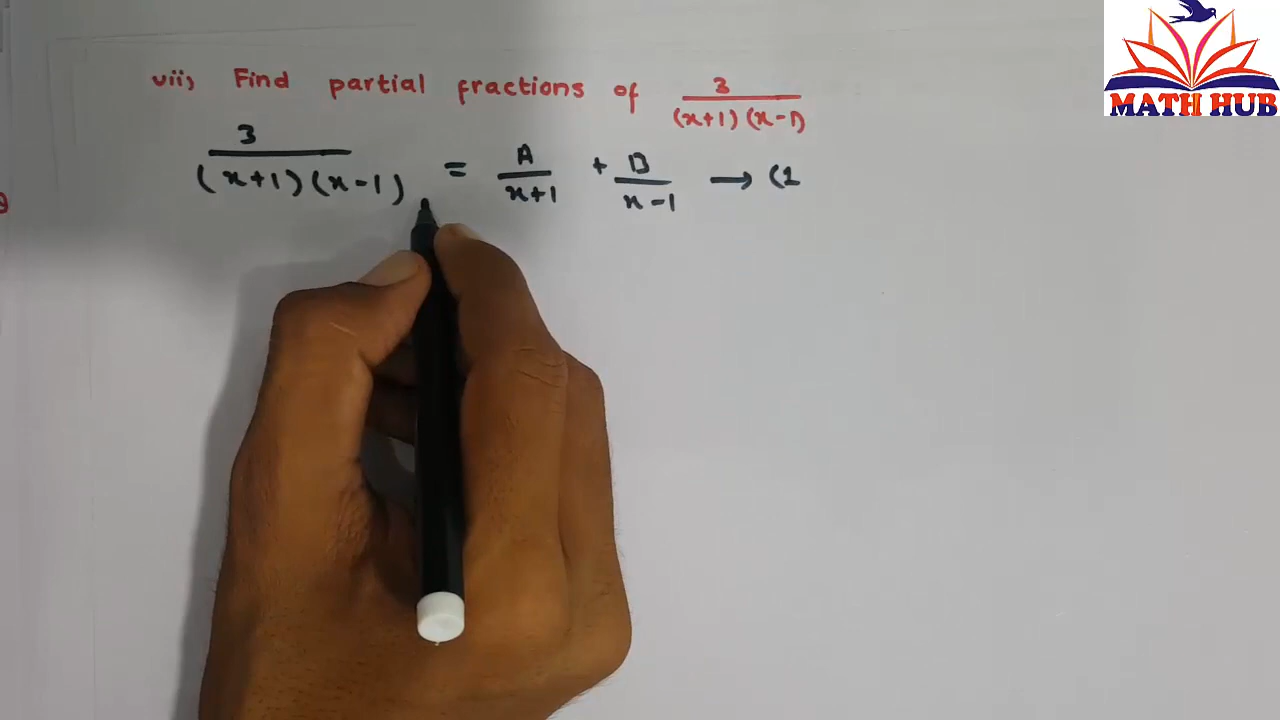 vii, Find partial fractions of 3/((x+1)(x-1))
3/((x+1)(x-1)) = A/(x+1) + B/(x-1) → (1
MATH HUB